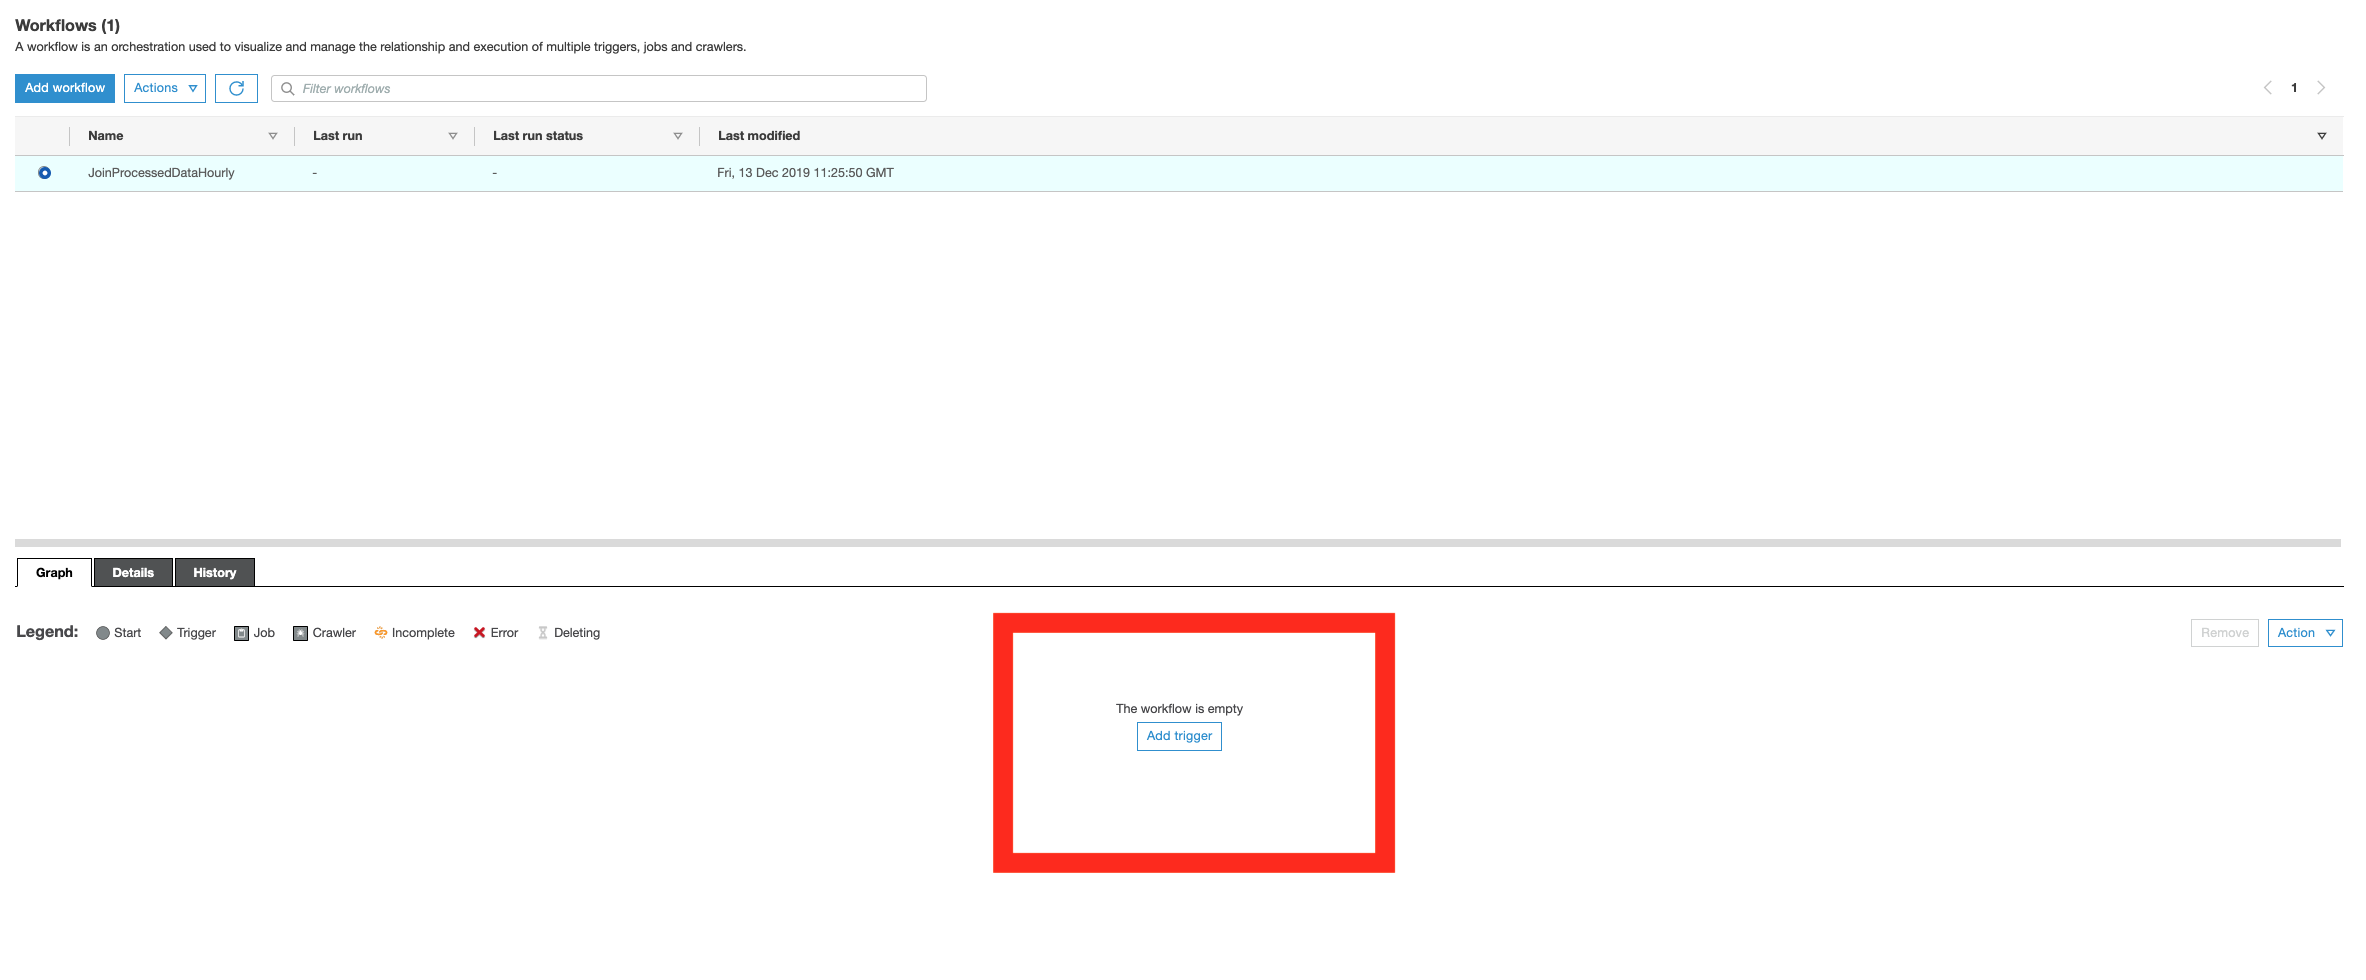 Workflows (1)
A workflow is an orchestration used to visualize and manage the relationship and execution of multiple triggers, jobs and crawlers.
Add workflow Actions Filter workflows 1
Name Last run Last run status Last modified
JoinProcessedDataHourly - - Fri, 13 Dec 2019 11:25:50 GMT
Graph Details History
Legend: Start Trigger Job Crawler Incomplete Error Deleting Remove Action
The workflow is empty
Add trigger